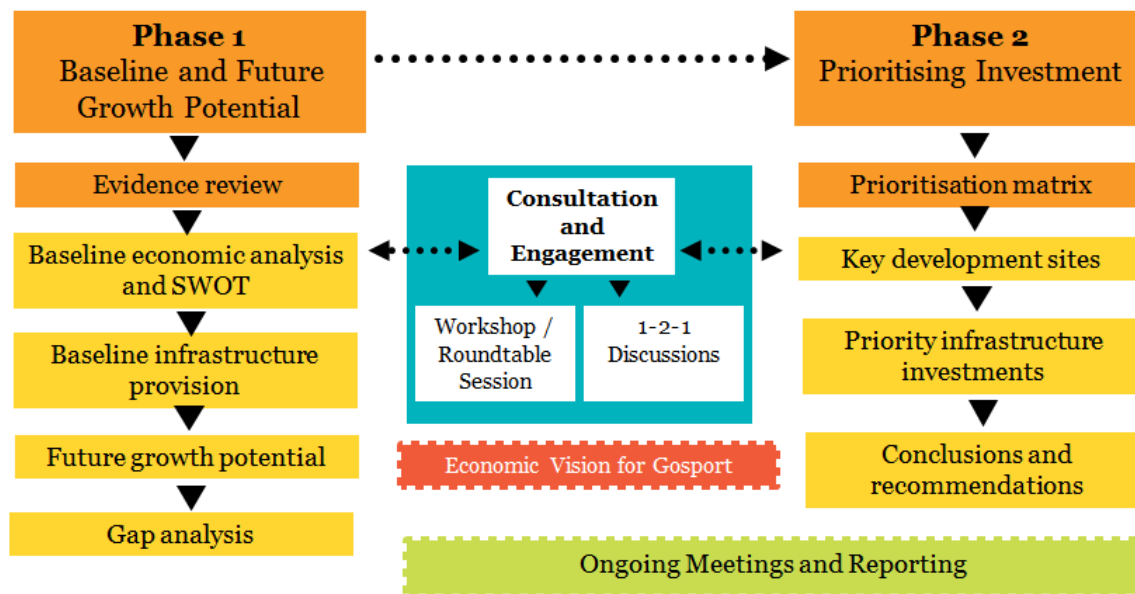 Phase 1
Baseline and Future
Growth Potential
Evidence review
Baseline economic analysis
and SWOT
Baseline infrastructure
provision
Future growth potential
Gap analysis
Consultation
and
Engagement
Workshop /
Roundtable
Session
1-2-1
Discussions
Economic Vision for Gosport
Phase 2
Prioritising Investment
Prioritisation matrix
Key development sites
Priority infrastructure
investments
Conclusions and
recommendations
Ongoing Meetings and Reporting